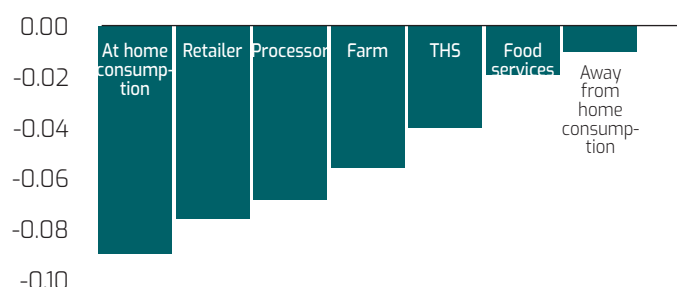 0.00
-0.02
-0.04
-0.06
-0.08
-0.10
At home
consump-
tion
Retailer
Processor
Farm
THS
Food
services
Away
from
home
consump-
tion